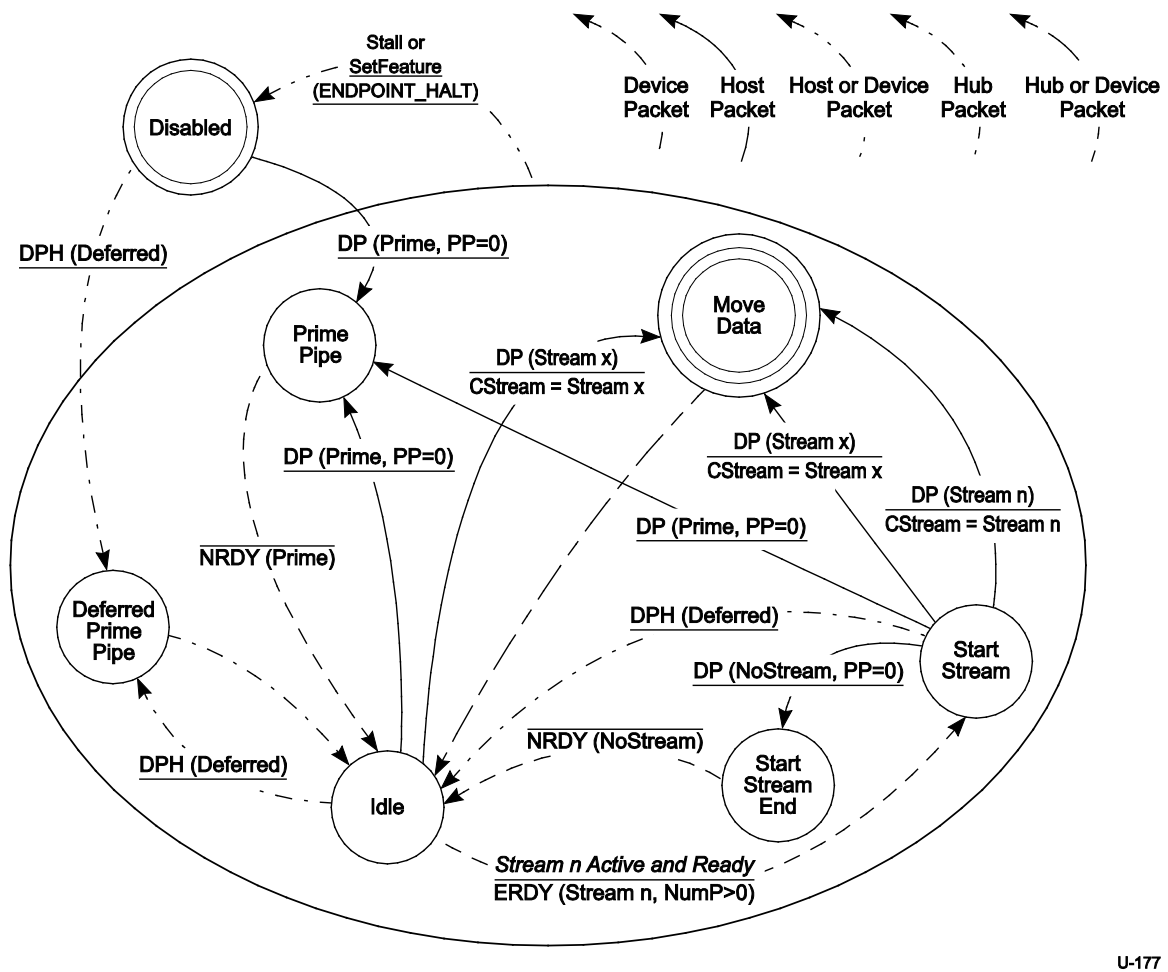 Stall or
SetFeature
(ENDPOINT_HALT)
Device
Packet
Host
Packet
Host or Device
Packet
Hub
Packet
Hub or Device
Packet
Disabled
DPH (Deferred)
DP (Prime, PP=0)
Prime
Pipe
Move
Data
DP (Stream x)
CStream = Stream x
DP (Prime, PP=0)
DP (Stream x)
CStream = Stream x
DP (Stream n)
CStream = Stream n
DP (Prime, PP=0)
NRDY (Prime)
Deferred
Prime
Pipe
DPH (Deferred)
Start
Stream
DP (NoStream, PP=0)
NRDY (NoStream)
DPH (Deferred)
Idle
Start
Stream
End
Stream n Active and Ready
ERDY (Stream n, NumP>0)
U-177